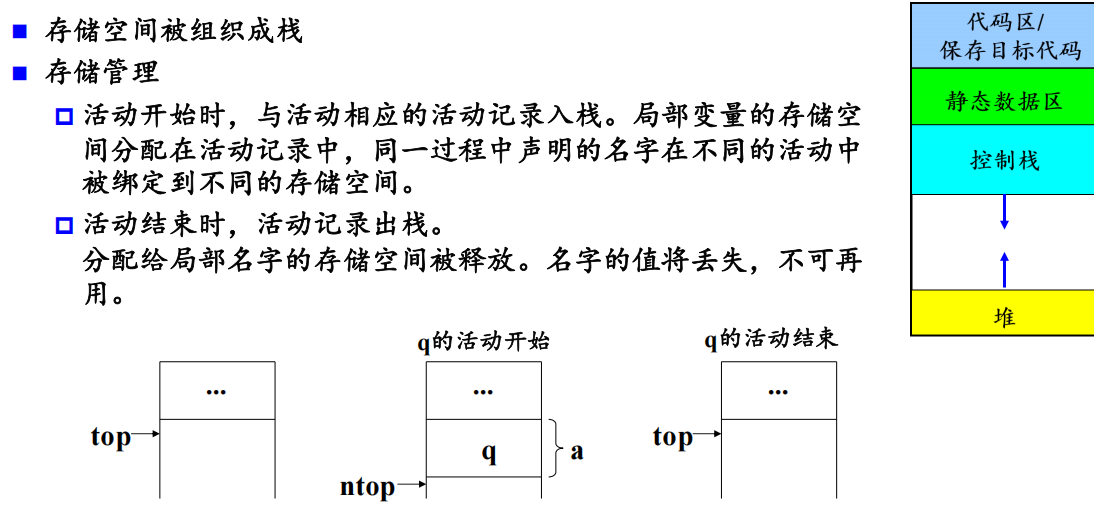 存储空间被组织成栈
存储管理
活动开始时，与活动相应的活动记录入栈。局部变量的存储空
间分配在活动记录中，同一过程中声明的名字在不同的活动中
被绑定到不同的存储空间。
活动结束时，活动记录出栈。
分配给局部名字的存储空间被释放。名字的值将丢失，不可再
用。
代码区/
保存目标代码
静态数据区
控制栈
堆
q的活动开始
q的活动结束
...
...
...
top
q
a
top
ntop